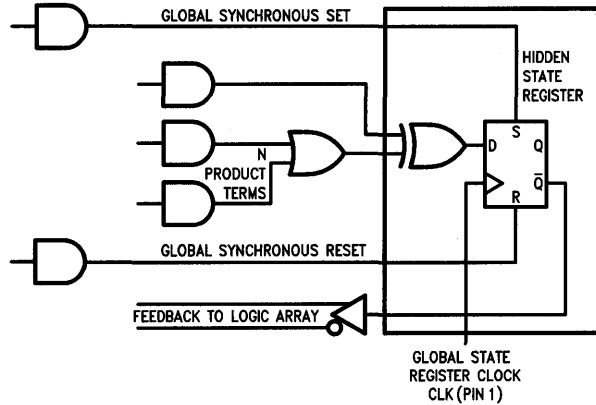 GLOBAL SYNCHRONOUS SET
HIDDEN
STATE
REGISTER
N
PRODUCT
TERMS
S
D
Q
Q̅
R
GLOBAL SYNCHRONOUS RESET
FEEDBACK TO LOGIC ARRAY
GLOBAL STATE
REGISTER CLOCK
CLK (PIN 1)